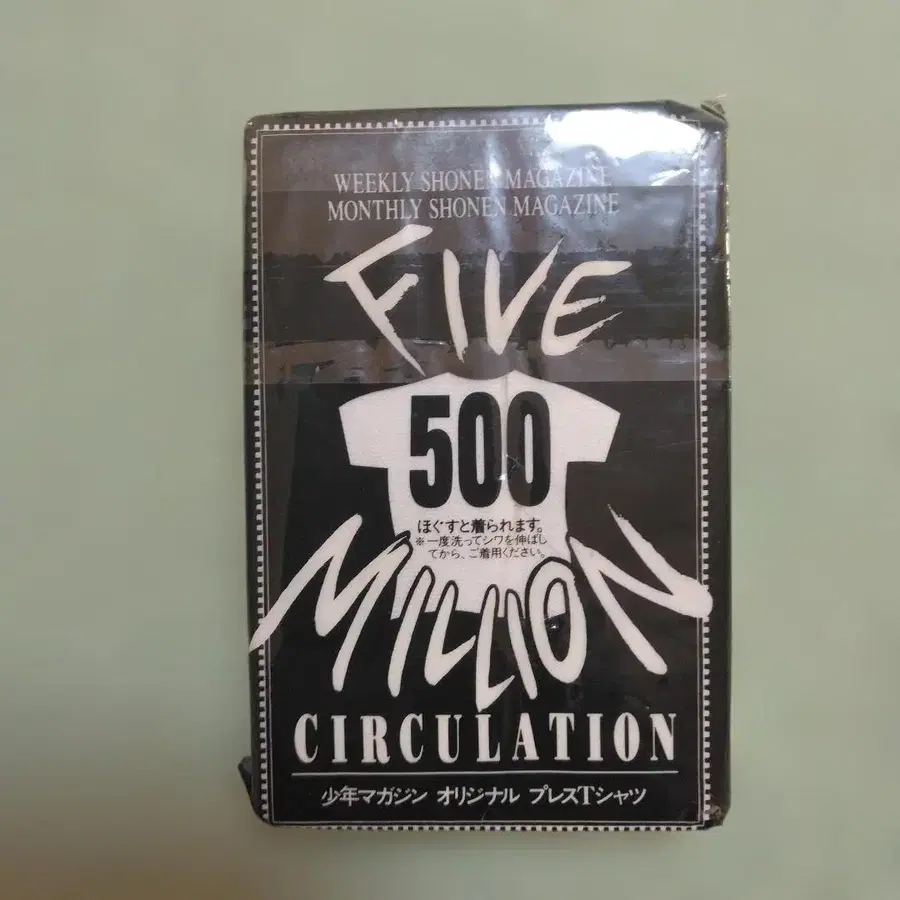 WEEKLY SHONEN MAGAZINE
MONTHLY SHONEN MAGAZINE
FIVE
500
ほぐすと着られます。
※一度洗ってシワを伸ばし
てから、ご着用ください。
MILLION
CIRCULATION
少年マガジン オリジナル プレスTシャツ